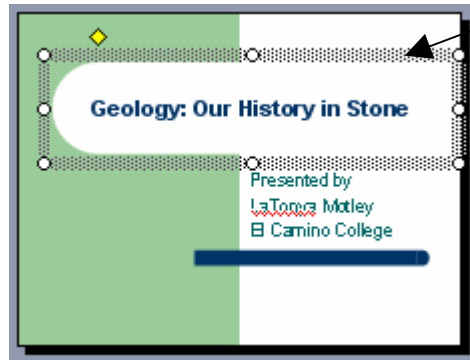 Geology: Our History in Stone
Presented by
LaTonya Motley
El Camino College